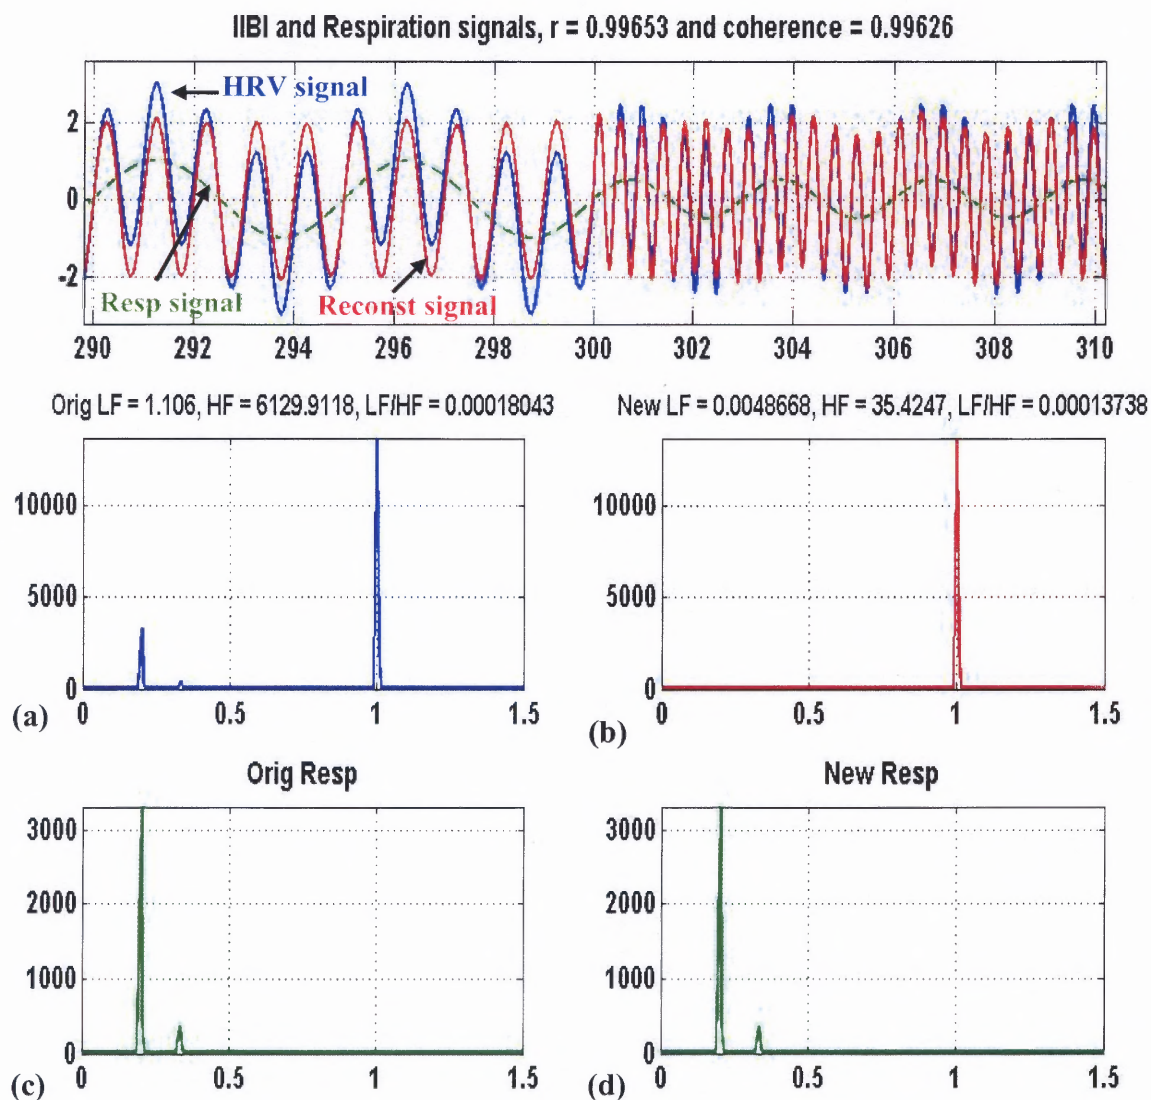 IIBI and Respiration signals, r = 0.99653 and coherence = 0.99626
HRV signal
2
0
-2
Resp signal
Reconst signal
290 292 294 296 298 300 302 304 306 308 310
Orig LF = 1.106, HF = 6129.9118, LF/HF = 0.00018043
10000
5000
0
0 0.5 1 1.5
(a)
New LF = 0.0048668, HF = 35.4247, LF/HF = 0.00013738
10000
5000
0
0 0.5 1 1.5
(b)
Orig Resp
3000
2000
1000
0
0 0.5 1 1.5
(c)
New Resp
3000
2000
1000
0
0 0.5 1 1.5
(d)